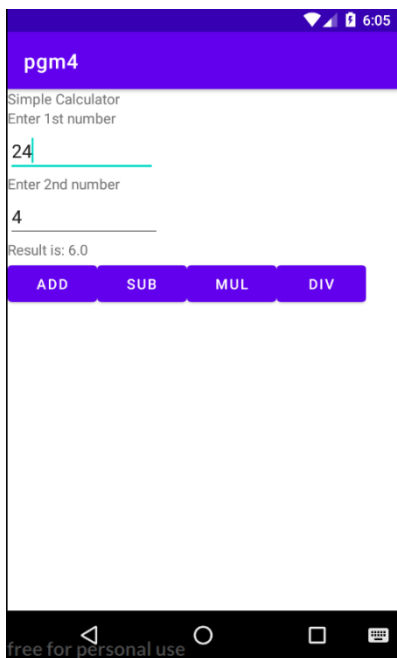 6:05
pgm4
Simple Calculator
Enter 1st number
24
Enter 2nd number
4
Result is: 6.0
ADD SUB MUL DIV
free for personal use